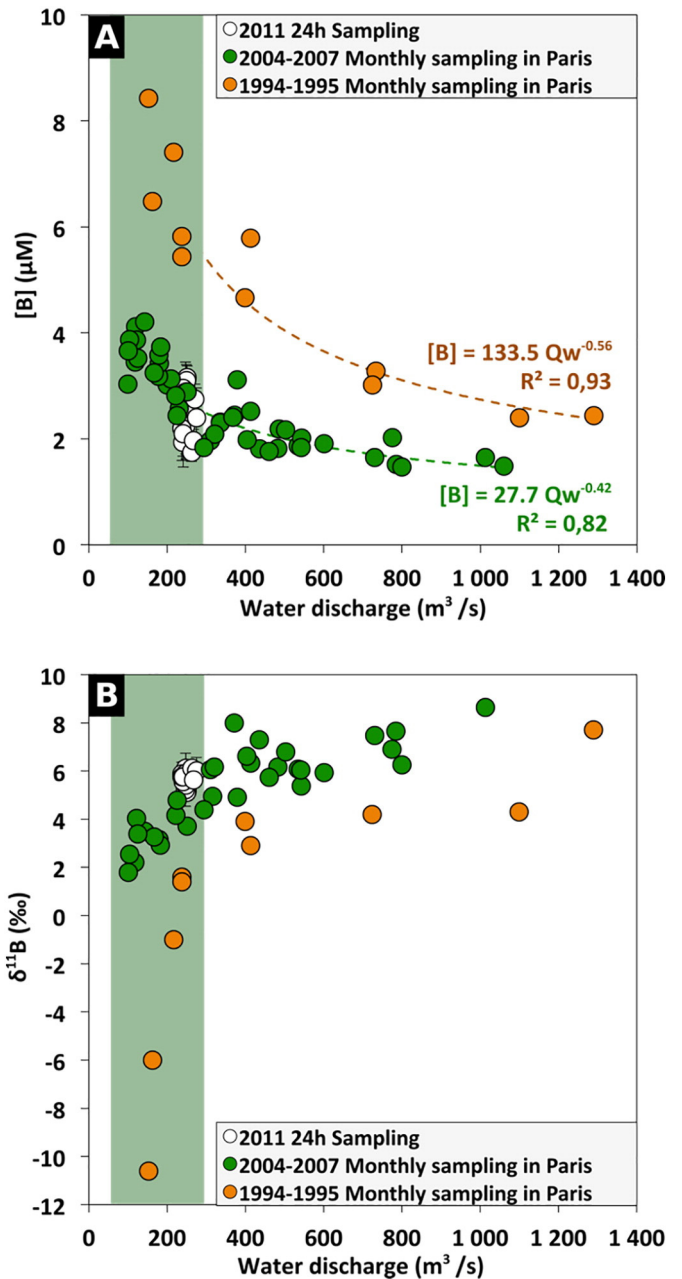 A
2011 24h Sampling
2004-2007 Monthly sampling in Paris
1994-1995 Monthly sampling in Paris
10
8
6
4
2
0
[B] (µM)
[B] = 133.5 Qw-0.56
R² = 0,93
[B] = 27.7 Qw-0.42
R² = 0,82
0 200 400 600 800 1 000 1 200 1 400
Water discharge (m³ /s)
B
10
8
6
4
2
0
-2
-4
-6
-8
-10
-12
δ¹¹B (‰)
2011 24h Sampling
2004-2007 Monthly sampling in Paris
1994-1995 Monthly sampling in Paris
0 200 400 600 800 1 000 1 200 1 400
Water discharge (m³ /s)